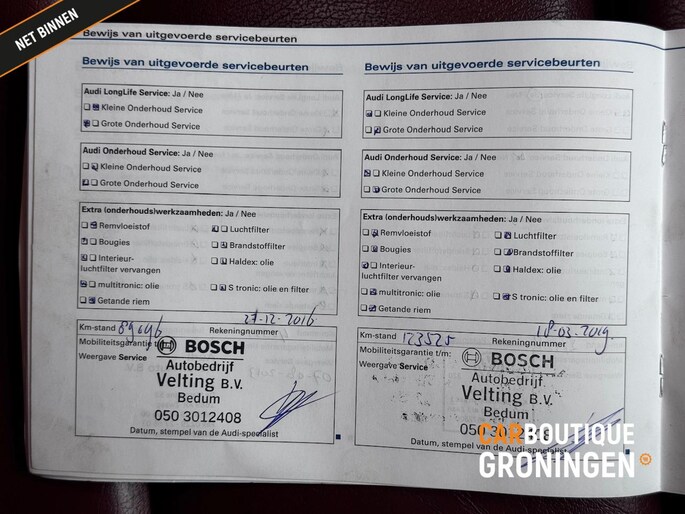 NET BINNEN
Bewijs van uitgevoerde servicebeurten
Bewijs van uitgevoerde servicebeurten
Audi LongLife Service: Ja / Nee
Kleine Onderhoud Service
Grote Onderhoud Service
Audi Onderhoud Service: Ja / Nee
Kleine Onderhoud Service
Grote Onderhoud Service
Extra (onderhouds)werkzaamheden: Ja / Nee
Remvloeistof Luchtfilter
Bougies Brandstoffilter
Interieur- Haldex: olie
luchtfilter vervangen
multitronic: olie S tronic: olie en filter
Getande riem
27-12-2016
Km-stand 89646 Rekeningnummer
Mobiliteitsgarantie
Weergave Service
BOSCH
Autobedrijf
Velting B.V.
Bedum
050 3012408
Datum, stempel van de Audi-specialist
Bewijs van uitgevoerde servicebeurten
Audi LongLife Service: Ja / Nee
Kleine Onderhoud Service
Grote Onderhoud Service
Audi Onderhoud Service: Ja / Nee
Kleine Onderhoud Service
Grote Onderhoud Service
Extra (onderhouds)werkzaamheden: Ja / Nee
Remvloeistof Luchtfilter
Bougies Brandstoffilter
Interieur- Haldex: olie
luchtfilter vervangen
multitronic: olie S tronic: olie en filter
Getande riem
18-03-2019
Km-stand 123525 Rekeningnummer
Mobiliteitsgarantie t/m:
Weergave Service
BOSCH
Autobedrijf
Velting B.V.
Bedum
050 3012408
Datum, stempel van de Audi-specialist
CARBOUTIQUE
GRONINGEN